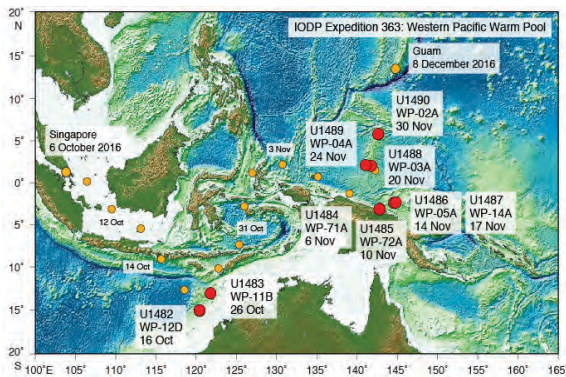 20°
N
IODP Expedition 363: Western Pacific Warm Pool
Guam
8 December 2016
15°
10°
U1490
WP-02A
30 Nov
U1489
WP-04A
24 Nov
Singapore
6 October 2016
5°
3 Nov
U1488
WP-03A
20 Nov
0°
12 Oct
U1486
WP-05A
14 Nov
U1487
WP-14A
17 Nov
U1484
WP-71A
6 Nov
U1485
WP-72A
10 Nov
31 Oct
5°
14 Oct
10°
U1483
WP-11B
26 Oct
U1482
WP-12D
16 Oct
15°
20°
S
100°E
105°
110°
115°
120°
125°
130°
135°
140°
145°
150°
155°
160°
165°